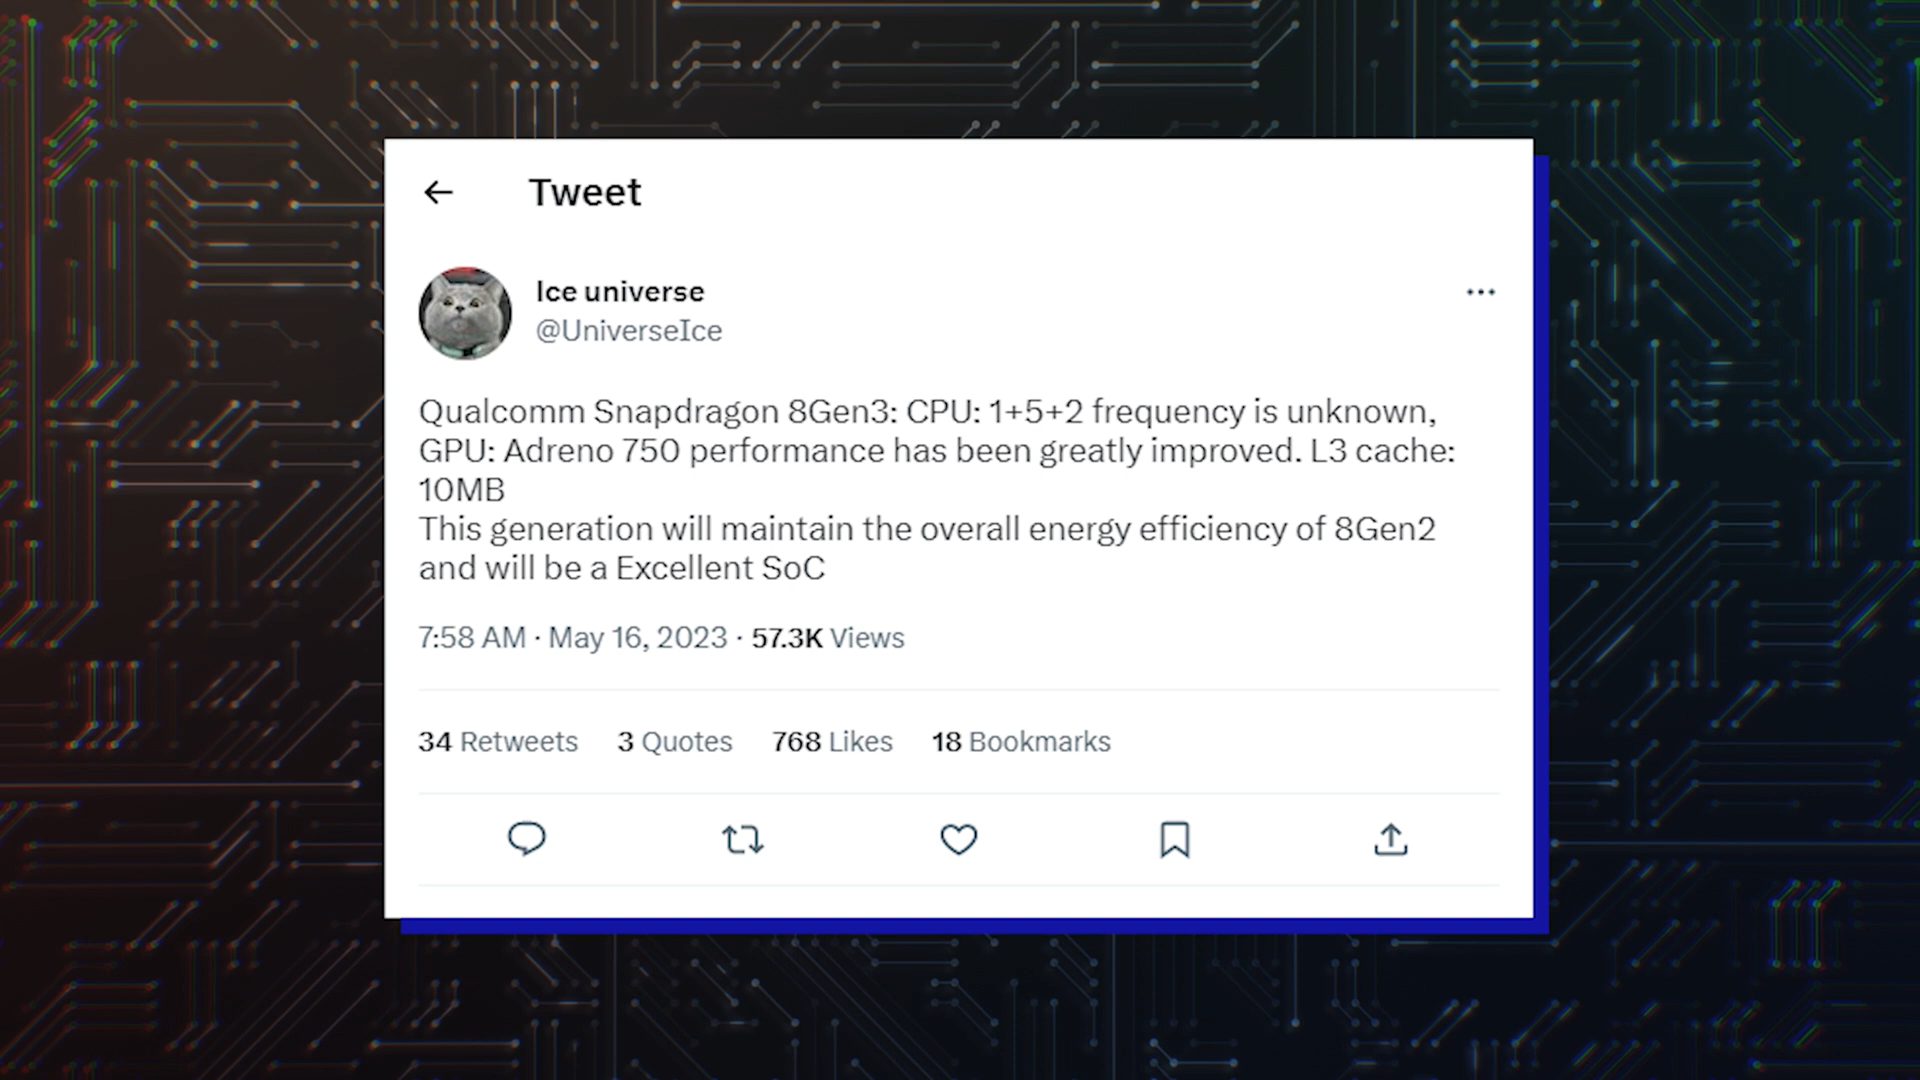 Tweet
Ice universe
@UniverseIce
Qualcomm Snapdragon 8Gen3: CPU: 1+5+2 frequency is unknown,
GPU: Adreno 750 performance has been greatly improved. L3 cache:
10MB
This generation will maintain the overall energy efficiency of 8Gen2
and will be a Excellent SoC
7:58 AM · May 16, 2023 · 57.3K Views
34 Retweets 3 Quotes 768 Likes 18 Bookmarks